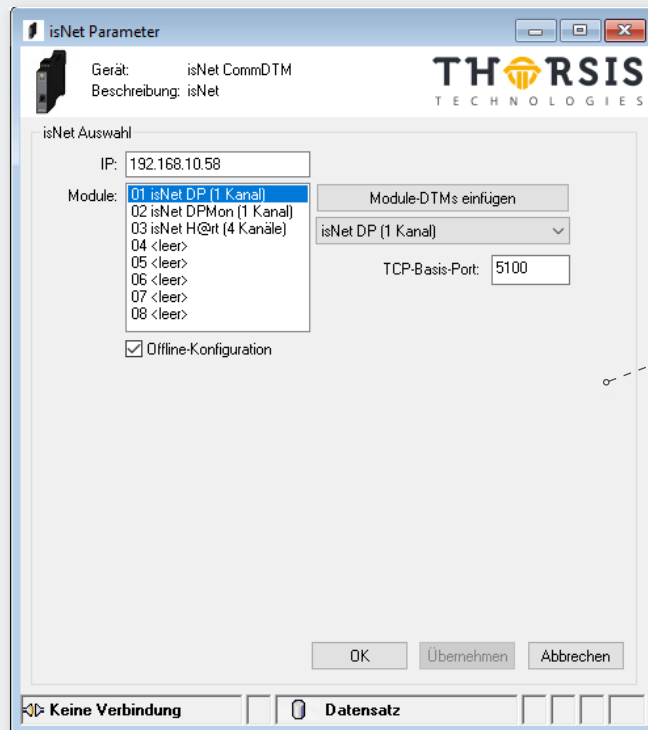 isNet Parameter
Gerät: isNet CommDTM
Beschreibung: isNet
THORSIS
TECHNOLOGIES
isNet Auswahl
IP: 192.168.10.58
Module: 01 isNet DP (1 Kanal)
02 isNet DPMon (1 Kanal)
03 isNet H@rt (4 Kanäle)
04 <leer>
05 <leer>
06 <leer>
07 <leer>
08 <leer>
Module-DTMs einfügen
isNet DP (1 Kanal)
TCP-Basis-Port: 5100
Offline-Konfiguration
OK Übernehmen Abbrechen
Keine Verbindung Datensatz